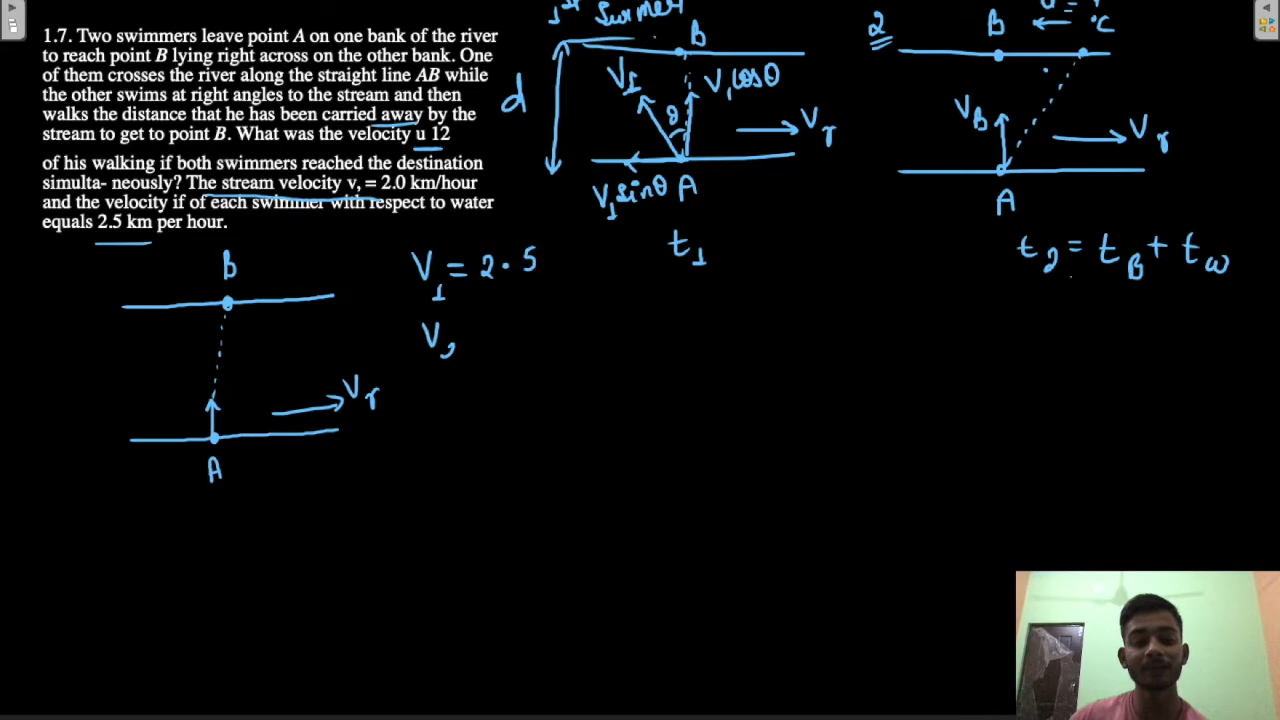 1.7. Two swimmers leave point A on one bank of the river
to reach point B lying right across on the other bank. One
of them crosses the river along the straight line AB while
the other swims at right angles to the stream and then
walks the distance that he has been carried away by the
stream to get to point B. What was the velocity u 12
of his walking if both swimmers reached the destination
simulta- neously? The stream velocity v, = 2.0 km/hour
and the velocity if of each swimmer with respect to water
equals 2.5 km per hour.
B
A
Vr
V1 = 2.5
V2
1st Swimmer
B
d
V1
θ
V1 cosθ
Vr
V1 sinθ A
t1
2
B
C
VB
Vr
A
t2 = tB + tω